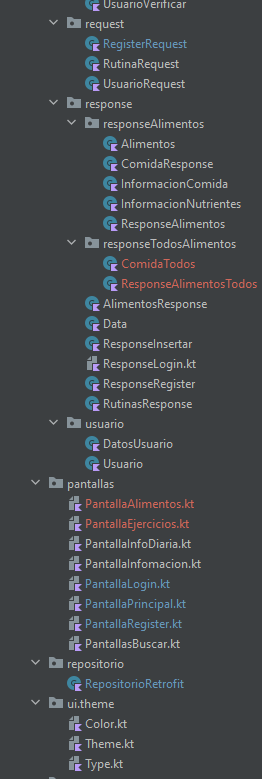 UsuarioVerificar
request
RegisterRequest
RutinaRequest
UsuarioRequest
response
responseAlimentos
Alimentos
ComidaResponse
InformacionComida
InformacionNutrientes
ResponseAlimentos
responseTodosAlimentos
ComidaTodos
ResponseAlimentosTodos
AlimentosResponse
Data
ResponseInsertar
ResponseLogin.kt
ResponseRegister
RutinasResponse
usuario
DatosUsuario
Usuario
pantallas
PantallaAlimentos.kt
PantallaEjercicios.kt
PantallaInfoDiaria.kt
PantallaInfomacion.kt
PantallaLogin.kt
PantallaPrincipal.kt
PantallaRegister.kt
PantallasBuscar.kt
repositorio
RepositorioRetrofit
ui.theme
Color.kt
Theme.kt
Type.kt